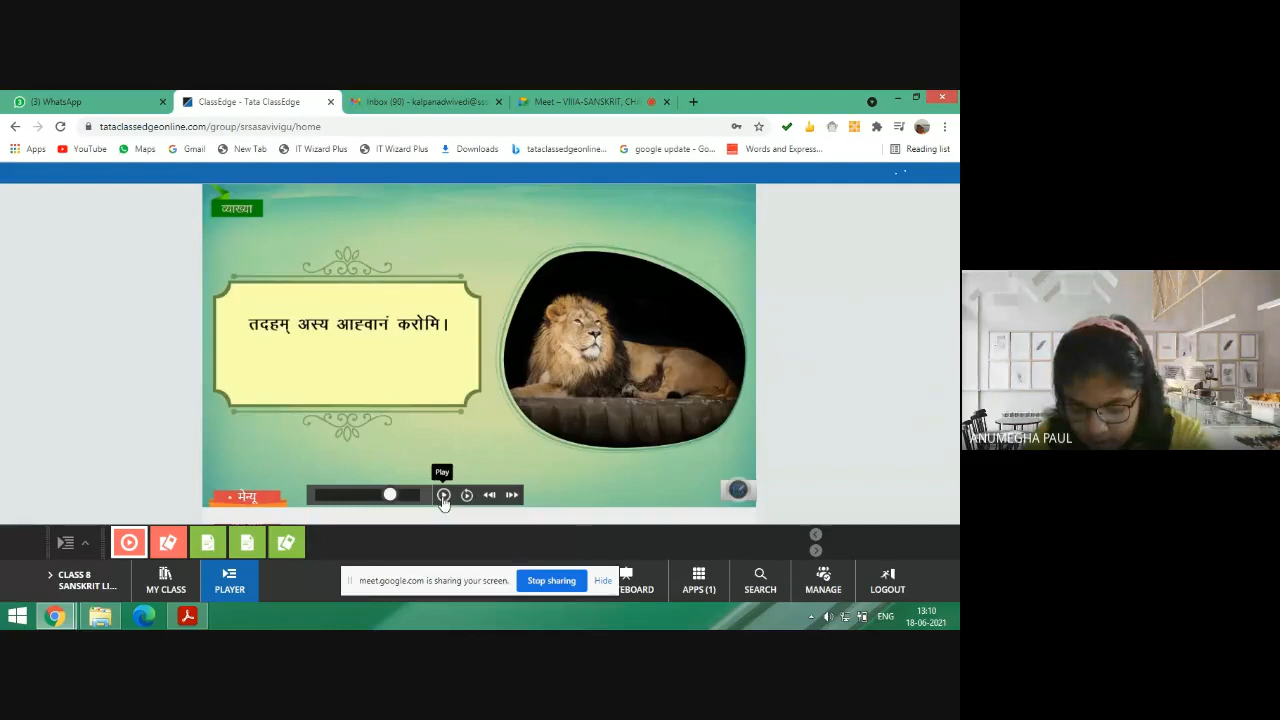 (3) WhatsApp
ClassEdge - Tata ClassEdge
Inbox (90) - kalpanadwivedi@sss
Meet – VIIIA-SANSKRIT, CHA
tataclassedgeonline.com/group/srsasavivigu/home
Apps
YouTube
Maps
Gmail
New Tab
IT Wizard Plus
IT Wizard Plus
Downloads
tataclassedgeonline...
google update - Go...
Words and Express...
Reading list
व्याख्या
तदहम् अस्य आह्वानं करोमि।
ANUMEGHA PAUL
Play
• मेन्यू
CLASS 8
SANSKRIT LI...
MY CLASS
PLAYER
meet.google.com is sharing your screen.
Stop sharing
Hide
EBOARD
APPS (1)
SEARCH
MANAGE
LOGOUT
ENG
13:10
18-06-2021